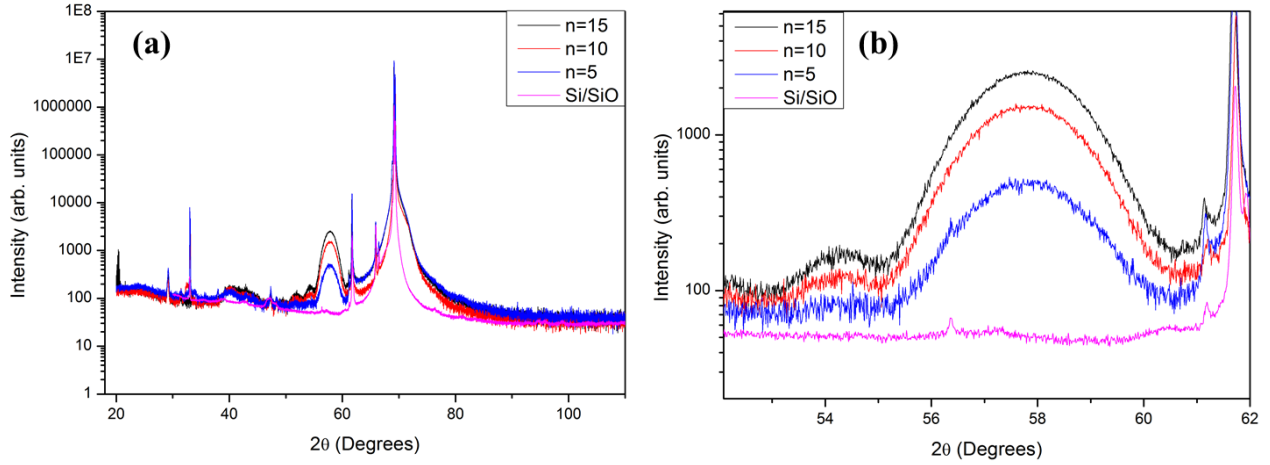 (a)
n=15
n=10
n=5
Si/SiO
1E8
1E7
1000000
100000
10000
1000
100
10
1
Intensity (arb. units)
20 40 60 80 100
2θ (Degrees)
(b)
n=15
n=10
n=5
Si/SiO
1000
100
Intensity (arb. units)
54 56 58 60 62
2θ (Degrees)